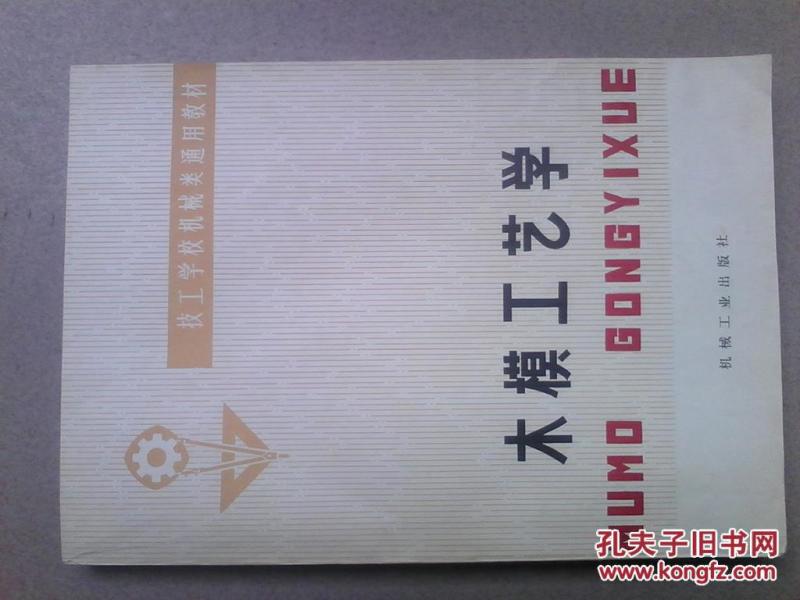 技工学校机械类通用教材
木模工艺学
MUMO GONGYIXUE
机械工业出版社
孔夫子旧书网
www.kongfz.com